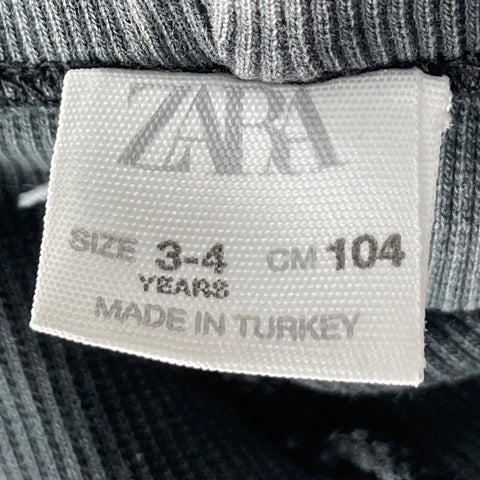 ZARA
SIZE 3-4 CM 104
YEARS
MADE IN TURKEY